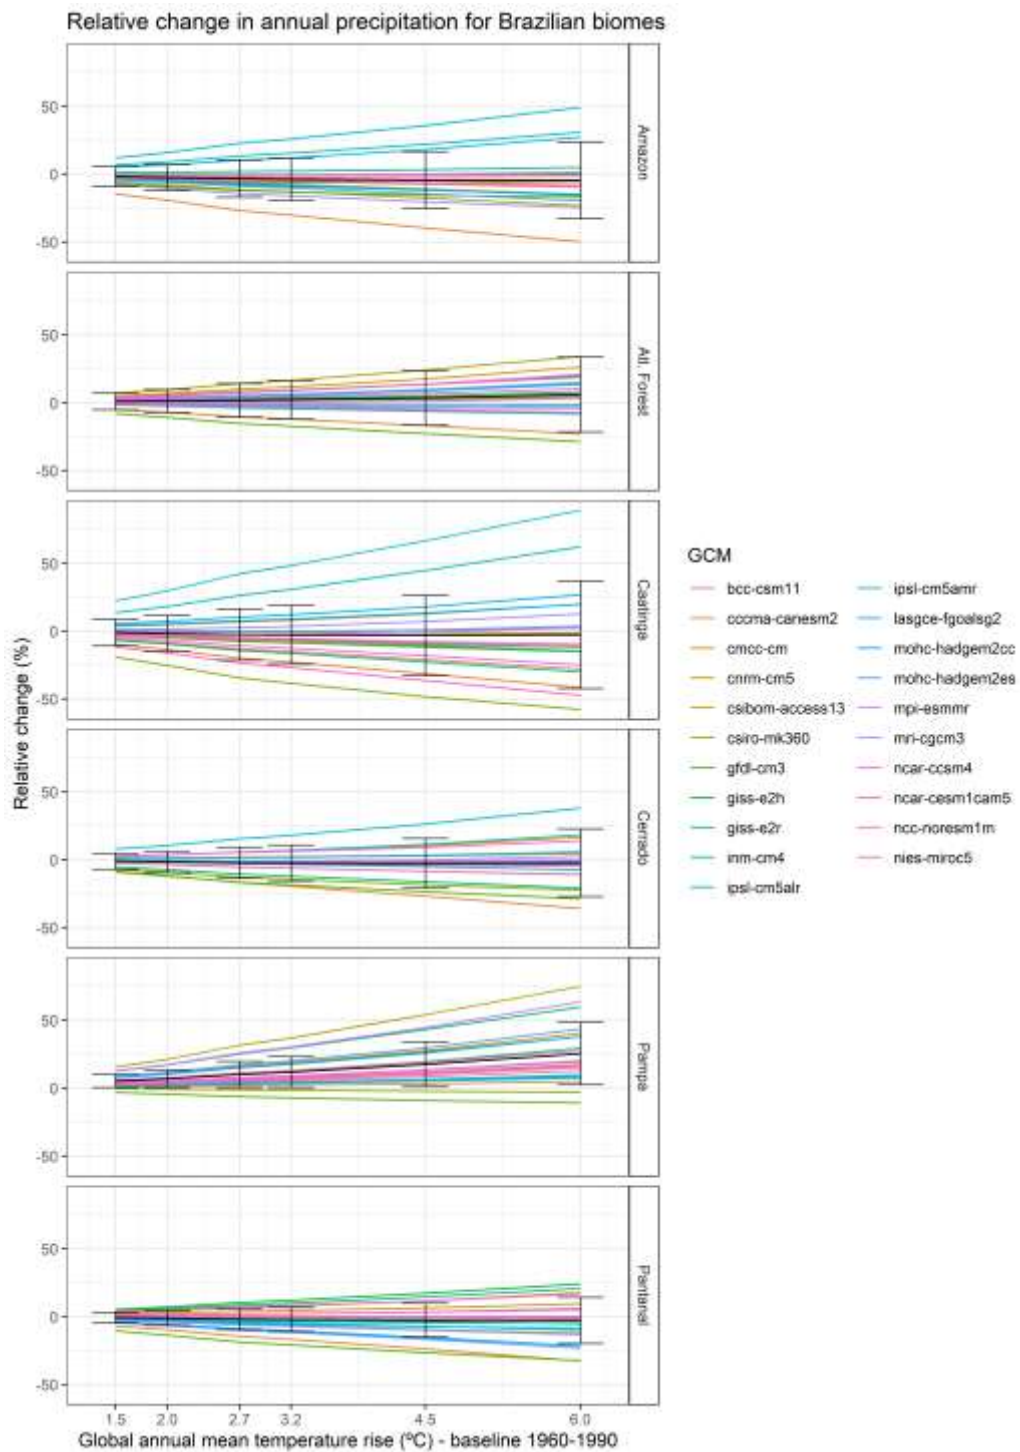 Relative change in annual precipitation for Brazilian biomes
50
0
-50
Amazon
50
0
-50
Atl. Forest
50
0
-50
Caatinga
50
0
-50
Cerrado
50
0
-50
Pampa
50
0
-50
Pantanal
Relative change (%)
1.5 2.0 2.7 3.2 4.5 6.0
Global annual mean temperature rise (ºC) - baseline 1960-1990
GCM
bcc-csm11
cccma-canesm2
cmcc-cm
cnrm-cm5
csibom-access13
csiro-mk360
gfdl-cm3
giss-e2h
giss-e2r
inm-cm4
ipsl-cm5alr
ipsl-cm5amr
lasgce-fgoalsg2
mohc-hadgem2cc
mohc-hadgem2es
mpi-esmmr
mri-cgcm3
ncar-ccsm4
ncar-cesm1cam5
ncc-noresm1m
nies-miroc5